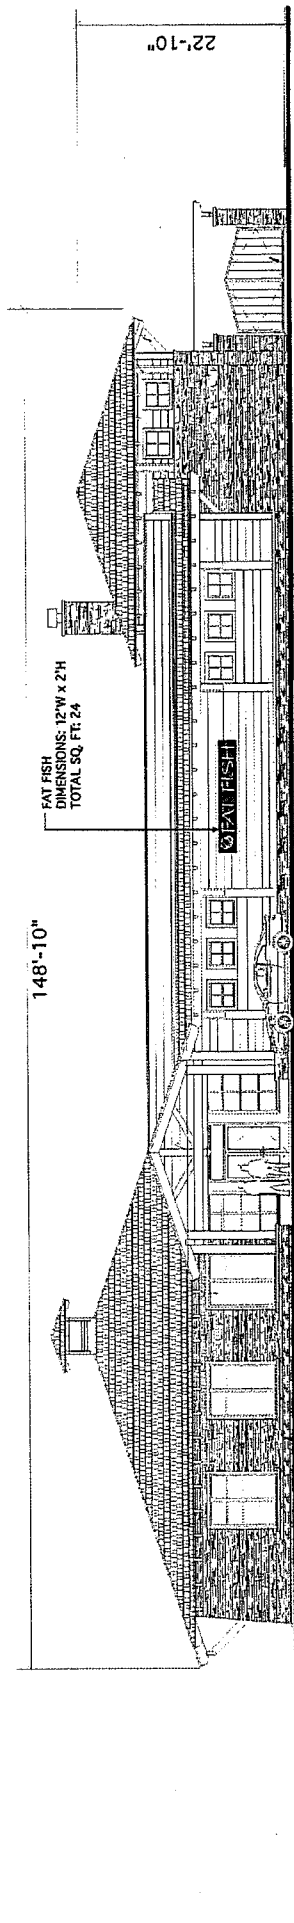 148'-10"
FAT FISH
DIMENSIONS: 12'W x 2'H
TOTAL SQ. FT: 24
FAT FISH
22'-10"